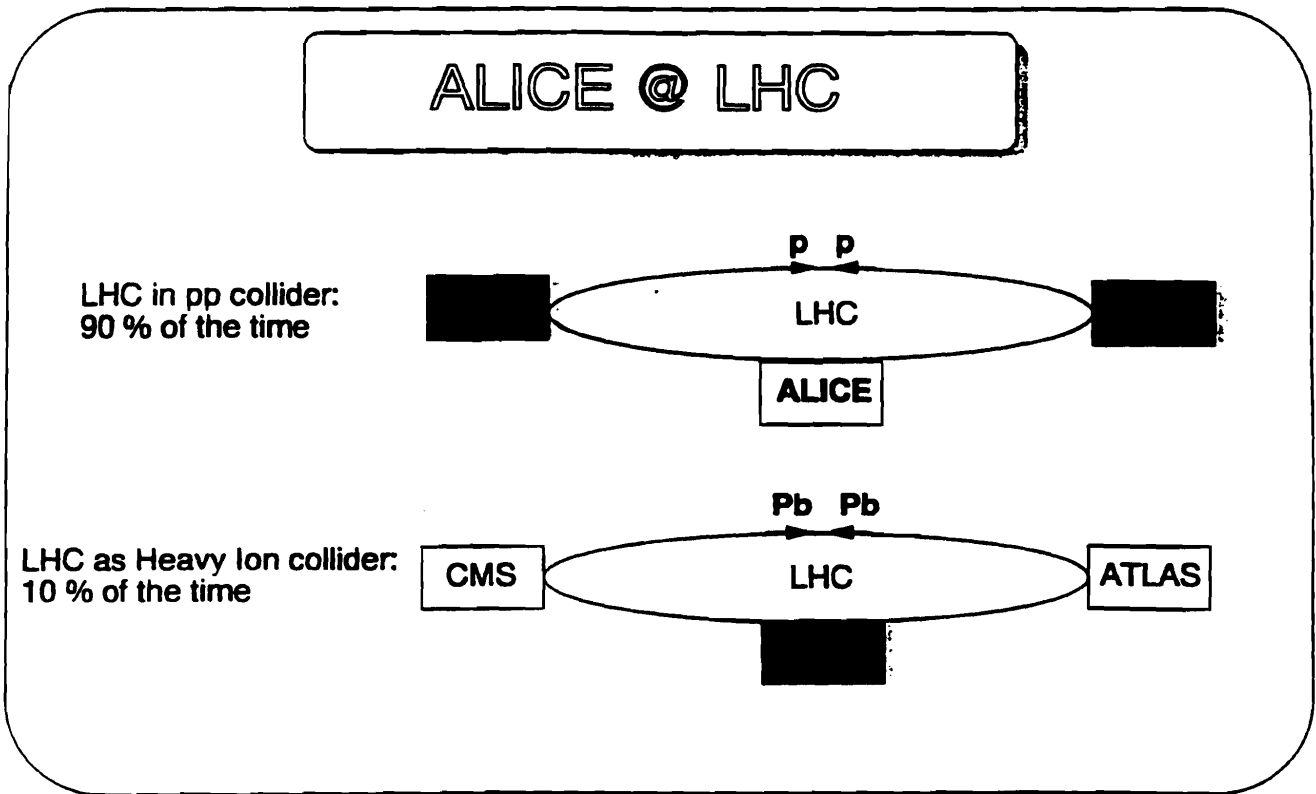 ALICE @ LHC
p p
LHC in pp collider:
90 % of the time
LHC
ALICE
Pb Pb
LHC as Heavy Ion collider:
10 % of the time
CMS
LHC
ATLAS